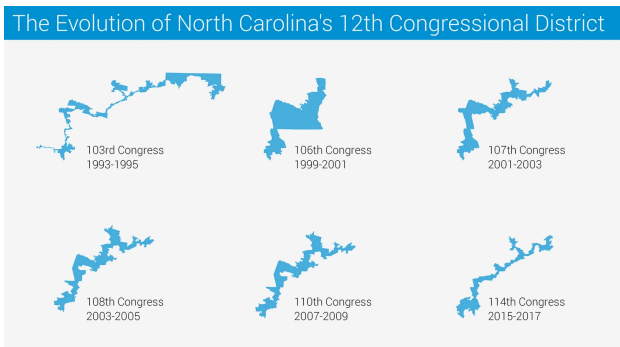 The Evolution of North Carolina's 12th Congressional District
103rd Congress
1993-1995
106th Congress
1999-2001
107th Congress
2001-2003
108th Congress
2003-2005
110th Congress
2007-2009
114th Congress
2015-2017